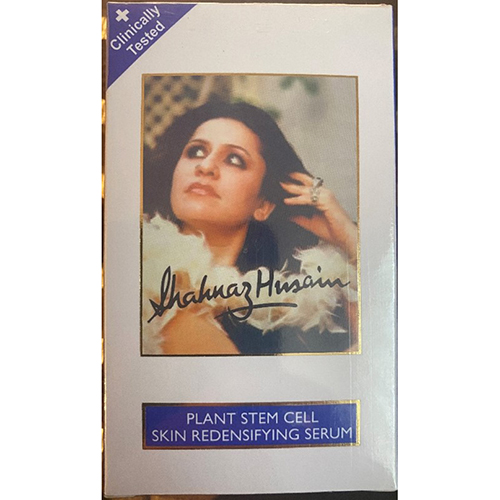 Clinically
Tested
Shahnaz Husain
PLANT STEM CELL
SKIN REDENSIFYING SERUM